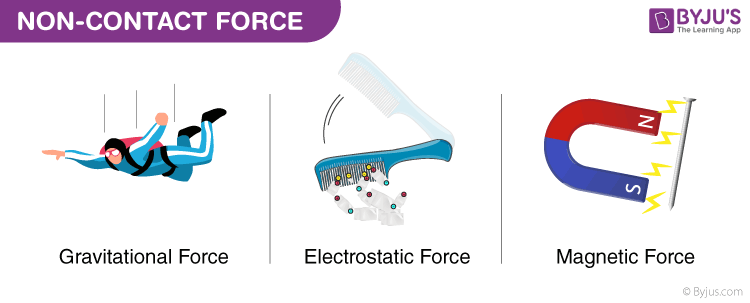 NON-CONTACT FORCE
BYJU'S
The Learning App
N
S
Gravitational Force
Electrostatic Force
Magnetic Force
© Byjus.com